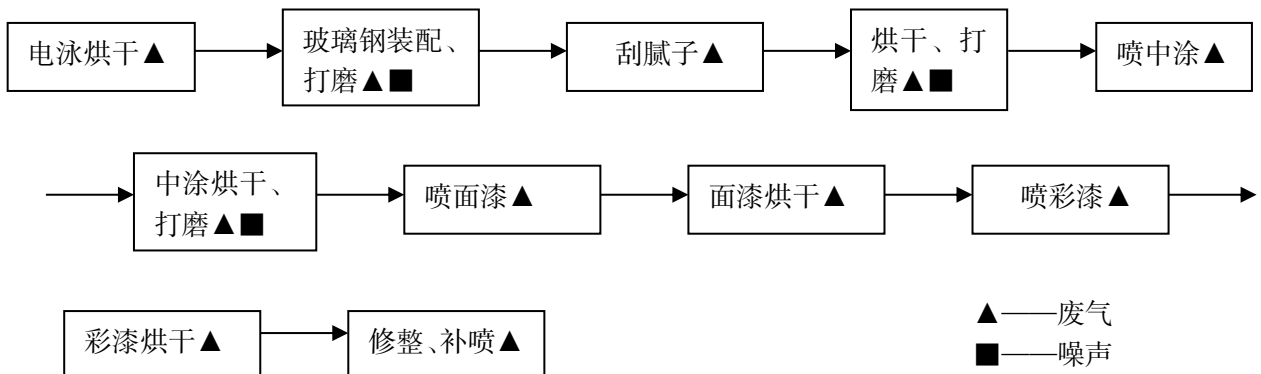 电泳烘干▲
玻璃钢装配、
打磨▲■
刮腻子▲
烘干、打
磨▲■
喷中涂▲
中涂烘干、
打磨▲■
喷面漆▲
面漆烘干▲
喷彩漆▲
彩漆烘干▲
修整、补喷▲
▲——废气
■——噪声